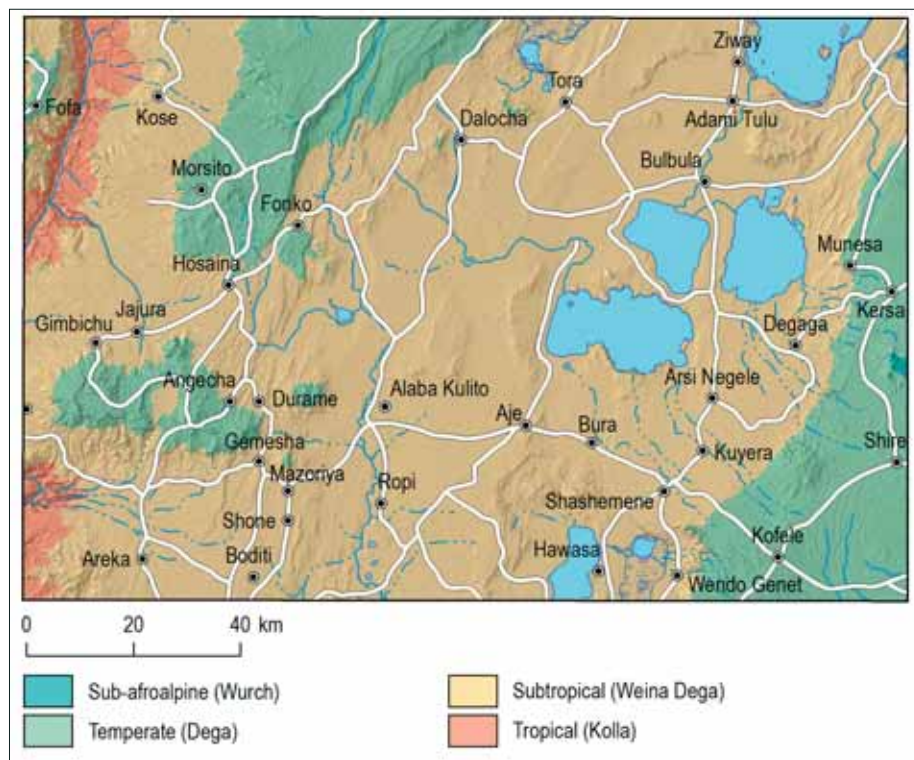 Ziway
Fofa
Kose
Tora
Adami Tulu
Dalocha
Morsito
Bulbula
Fonko
Munesa
Hosaina
Kersa
Jajura
Gimbichu
Degaga
Angecha
Durame
Alaba Kulito
Arsi Negele
Aje
Bura
Gemesha
Kuyera
Shire
Mazoriya
Ropi
Shashemene
Shone
Kofele
Areka
Boditi
Hawasa
Wendo Genet
0 20 40 km
Sub-afroalpine (Wurch)
Temperate (Dega)
Subtropical (Weina Dega)
Tropical (Kolla)